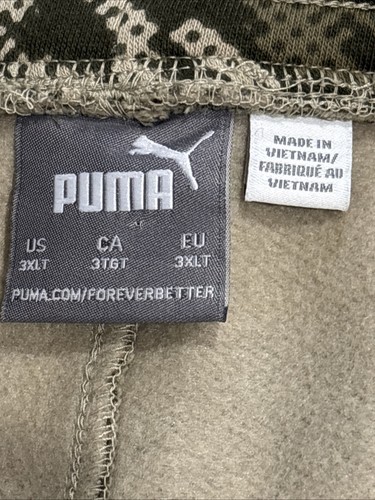 PUMA
US CA EU
3XLT 3TGT 3XLT
PUMA.COM/FOREVERBETTER
MADE IN
VIETNAM/
FABRIQUÉ AU
VIETNAM